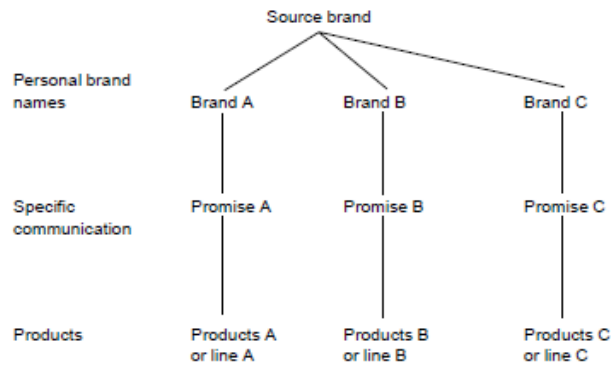 Source brand
Personal brand
names
Brand A
Brand B
Brand C
Specific
communication
Promise A
Promise B
Promise C
Products
Products A
or line A
Products B
or line B
Products C
or line C